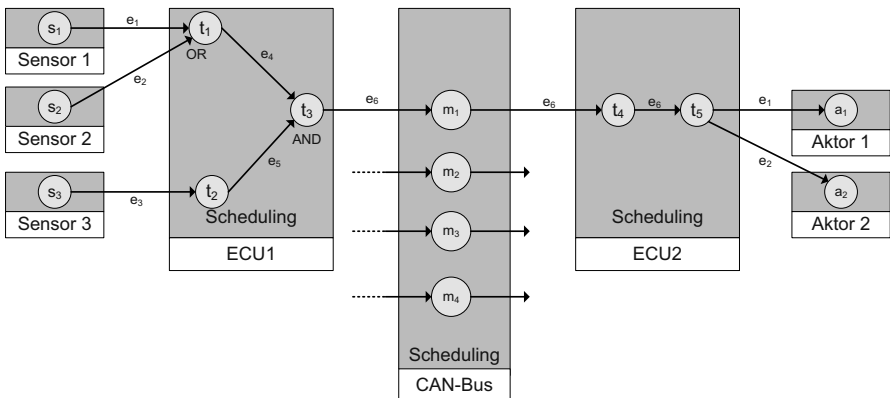 s1
Sensor 1
e1
s2
Sensor 2
e2
s3
Sensor 3
e3
t1
OR
e4
t3
AND
e5
t2
Scheduling
ECU1
e6
m1
m2
m3
m4
Scheduling
CAN-Bus
e6
t4
e6
t5
Scheduling
ECU2
e1
a1
Aktor 1
e2
a2
Aktor 2